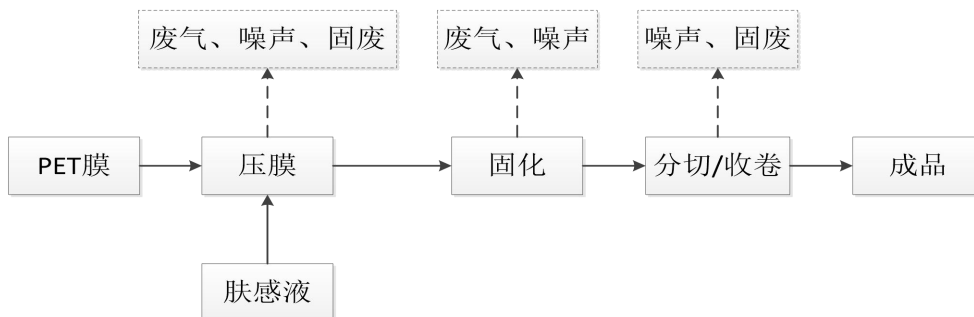 废气、噪声、固废
废气、噪声
噪声、固废
PET膜
压膜
固化
分切/收卷
成品
肤感液